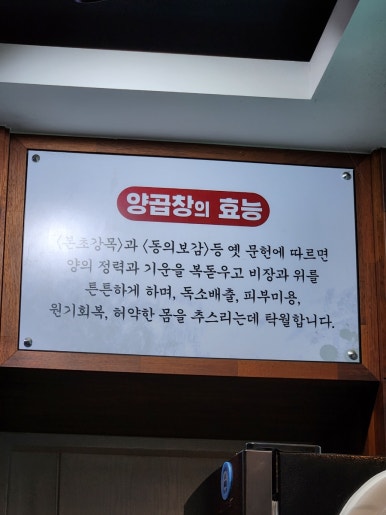 양곱창의 효능
<본초강목>과 <동의보감>등 옛 문헌에 따르면
양의 정력과 기운을 복돋우고 비장과 위를
튼튼하게 하며, 독소배출, 피부미용,
원기회복, 허약한 몸을 추스리는데 탁월합니다.